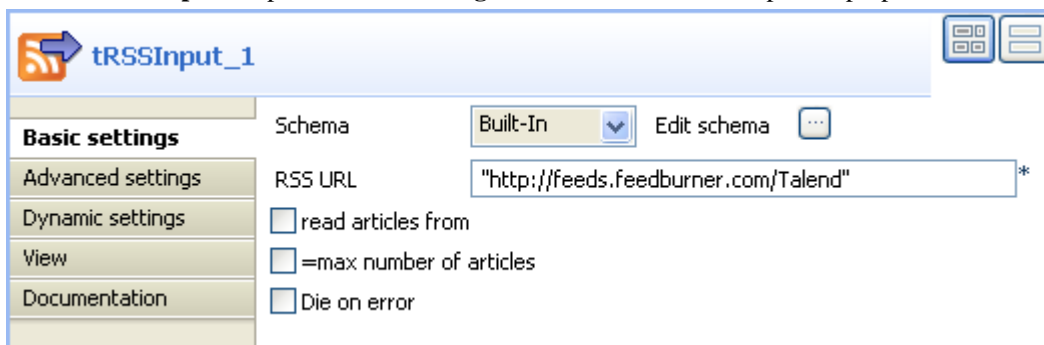 tRSSInput_1
Basic settings
Schema Built-In Edit schema ...
Advanced settings
RSS URL "http://feeds.feedburner.com/Talend" *
Dynamic settings
read articles from
View
=max number of articles
Documentation
Die on error